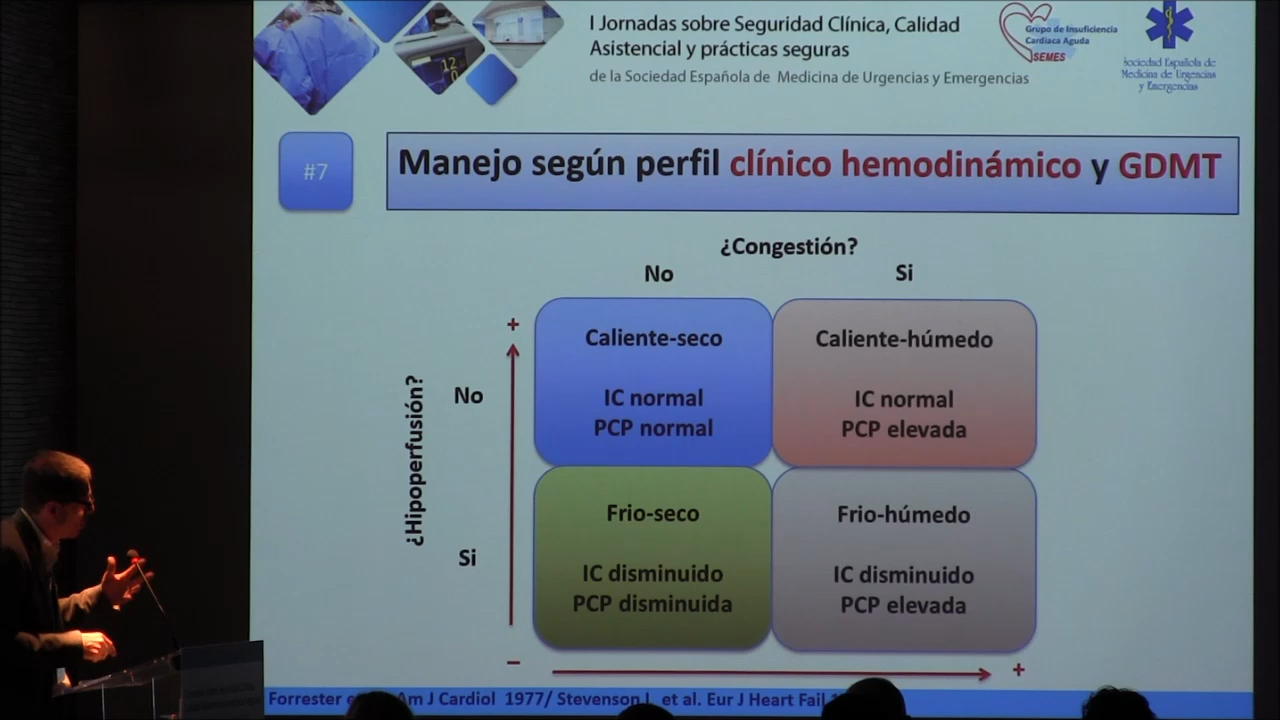 I Jornadas sobre Seguridad Clínica, Calidad
Asistencial y prácticas seguras
de la Sociedad Española de Medicina de Urgencias y Emergencias
Grupo de Insuficiencia
Cardiaca Aguda
SEMES
Sociedad Española de
Medicina de Urgencias
y Emergencias
12
0
#7
Manejo según perfil clínico hemodinámico y GDMT
¿Congestión?
No
Si
+
Caliente-seco
IC normal
PCP normal
Caliente-húmedo
IC normal
PCP elevada
¿Hipoperfusión?
No
Si
Frio-seco
IC disminuido
PCP disminuida
Frio-húmedo
IC disminuido
PCP elevada
–
+
Forrester Am J Cardiol 1977/ Stevenson L et al. Eur J Heart Fail